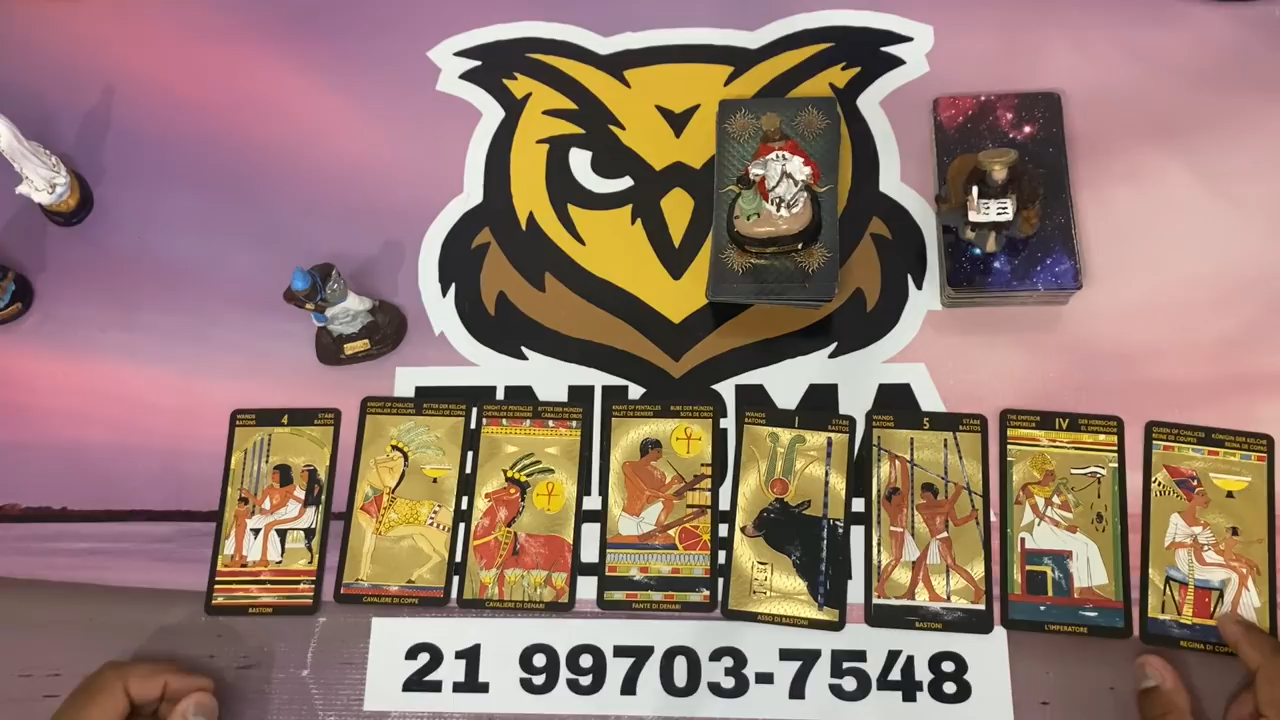 WANDS 4 STÄBE
BATONS BASTOS
BASTONI
KNIGHT OF CHALICES RITTER DER KELCHE
CHEVALIER DE COUPES CABALLO DE COPAS
CAVALIERE DI COPPE
KNIGHT OF PENTACLES RITTER DER MÜNZEN
CHEVALIER DE DENIERS CABALLO DE OROS
CAVALIERE DI DENARI
KNAVE OF PENTACLES BUBE DER MÜNZEN
VALET DE DENIERS SOTA DE OROS
FANTE DI DENARI
WANDS I STÄBE
BATONS BASTOS
ASSO DI BASTONI
WANDS 5 STÄBE
BATONS BASTOS
BASTONI
THE EMPEROR IV DER HERRSCHER
L'EMPEREUR EL EMPERADOR
L'IMPERATORE
QUEEN OF CHALICES KÖNIGIN DER KELCHE
REINE DE COUPES REINA DE COPAS
REGINA DI COPPE
21 99703-7548